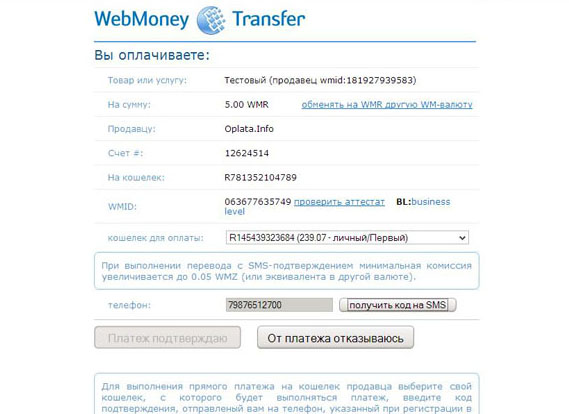 WebMoney Transfer
Вы оплачиваете:
Товар или услугу: Тестовый (продавец wmid:181927939583)
На сумму: 5.00 WMR обменять на WMR другую WM-валюту
Продавцу: Oplata.Info
Счет #: 12624514
На кошелек: R781352104789
WMID: 063677635749 проверить аттестат BL:business
level
кошелек для оплаты: R145439323684 (239.07 - личный/Первый)
При выполнении перевода с SMS-подтверждением минимальная комиссия
увеличивается до 0.05 WMZ (или эквивалента в другой валюте).
телефон: 79876512700 получить код на SMS
Платеж подтверждаю От платежа отказываюсь
Для выполнения прямого платежа на кошелек продавца выберите свой
кошелек, с которого будет выполняться платеж, введите код
подтверждения, отправленый вам на телефон, указанный при регистрации в